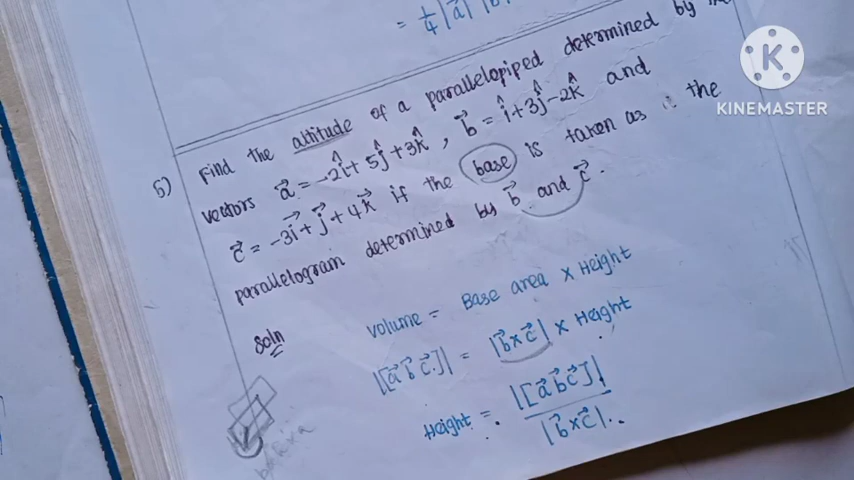 = 1/4 |a⃗| |b
5) Find the altitude of a parallelopiped determined by
vectors a⃗ = -2î + 5ĵ + 3k̂ , b⃗ = î + 3ĵ - 2k̂ and
c⃗ = -3i⃗ + j⃗ + 4k⃗ if the base is taken as the
parallelogram determined by b⃗ and c⃗.
Soln
Volume = Base area × Height
|[a⃗ b⃗ c⃗]| = |b⃗ × c⃗| × Height
Height = |[a⃗ b⃗ c⃗]| / |b⃗ × c⃗|
K
KINEMASTER